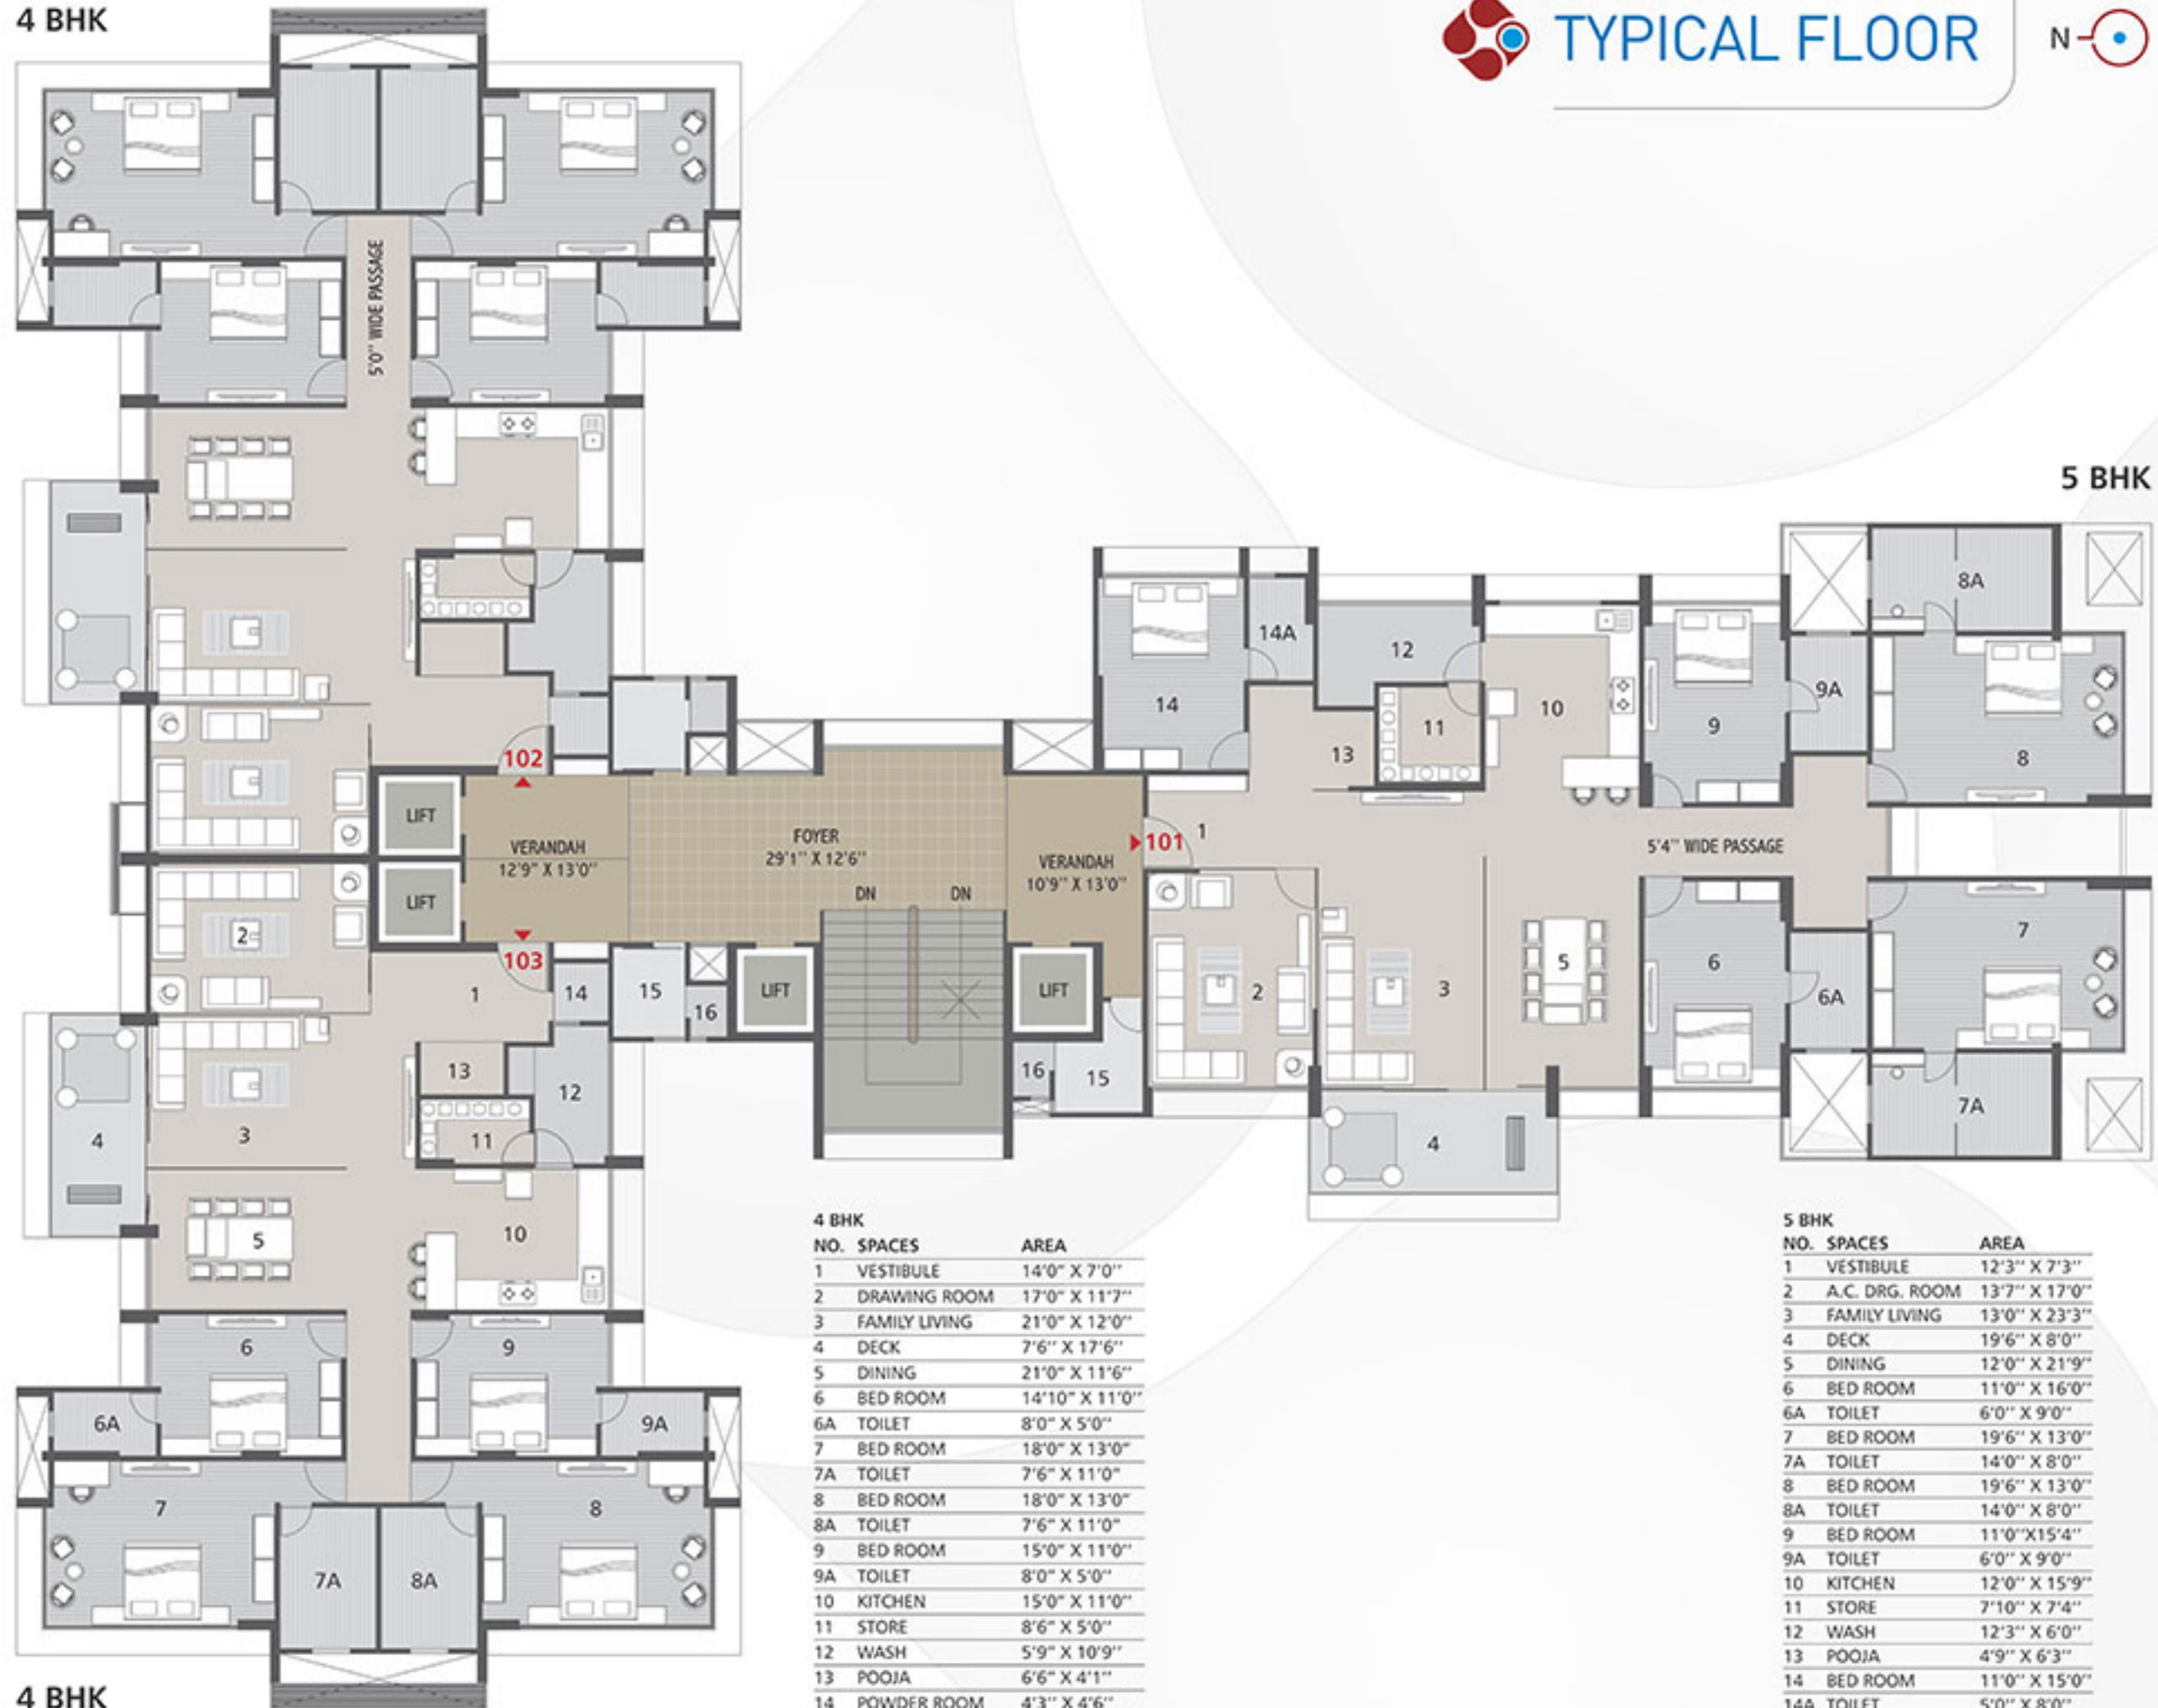 4 BHK
TYPICAL FLOOR
N
5'0" WIDE PASSAGE
5 BHK
8A
14A
12
9A
14
10
11
9
13
8
102
LIFT
VERANDAH
12'9" X 13'0"
FOYER
29'1" X 12'6"
VERANDAH
10'9" X 13'0"
101
1
5'4" WIDE PASSAGE
DN
DN
LIFT
2
103
1
14
15
16
LIFT
LIFT
2
3
5
6
7
6A
16
15
13
12
11
3
4
4
7A
5
10
6
9
6A
9A
7
8
7A
8A
4 BHK
4 BHK
NO. SPACES AREA
1 VESTIBULE 14'0" X 7'0"
2 DRAWING ROOM 17'0" X 11'7"
3 FAMILY LIVING 21'0" X 12'0"
4 DECK 7'6" X 17'6"
5 DINING 21'0" X 11'6"
6 BED ROOM 14'10" X 11'0"
6A TOILET 8'0" X 5'0"
7 BED ROOM 18'0" X 13'0"
7A TOILET 7'6" X 11'0"
8 BED ROOM 18'0" X 13'0"
8A TOILET 7'6" X 11'0"
9 BED ROOM 15'0" X 11'0"
9A TOILET 8'0" X 5'0"
10 KITCHEN 15'0" X 11'0"
11 STORE 8'6" X 5'0"
12 WASH 5'9" X 10'9"
13 POOJA 6'6" X 4'1"
14 POWDER ROOM 4'3" X 4'6"
5 BHK
NO. SPACES AREA
1 VESTIBULE 12'3" X 7'3"
2 A.C. DRG. ROOM 13'7" X 17'0"
3 FAMILY LIVING 13'0" X 23'3"
4 DECK 19'6" X 8'0"
5 DINING 12'0" X 21'9"
6 BED ROOM 11'0" X 16'0"
6A TOILET 6'0" X 9'0"
7 BED ROOM 19'6" X 13'0"
7A TOILET 14'0" X 8'0"
8 BED ROOM 19'6" X 13'0"
8A TOILET 14'0" X 8'0"
9 BED ROOM 11'0"X15'4"
9A TOILET 6'0" X 9'0"
10 KITCHEN 12'0" X 15'9"
11 STORE 7'10" X 7'4"
12 WASH 12'3" X 6'0"
13 POOJA 4'9" X 6'3"
14 BED ROOM 11'0" X 15'0"
14A TOILET 5'0" X 8'0"